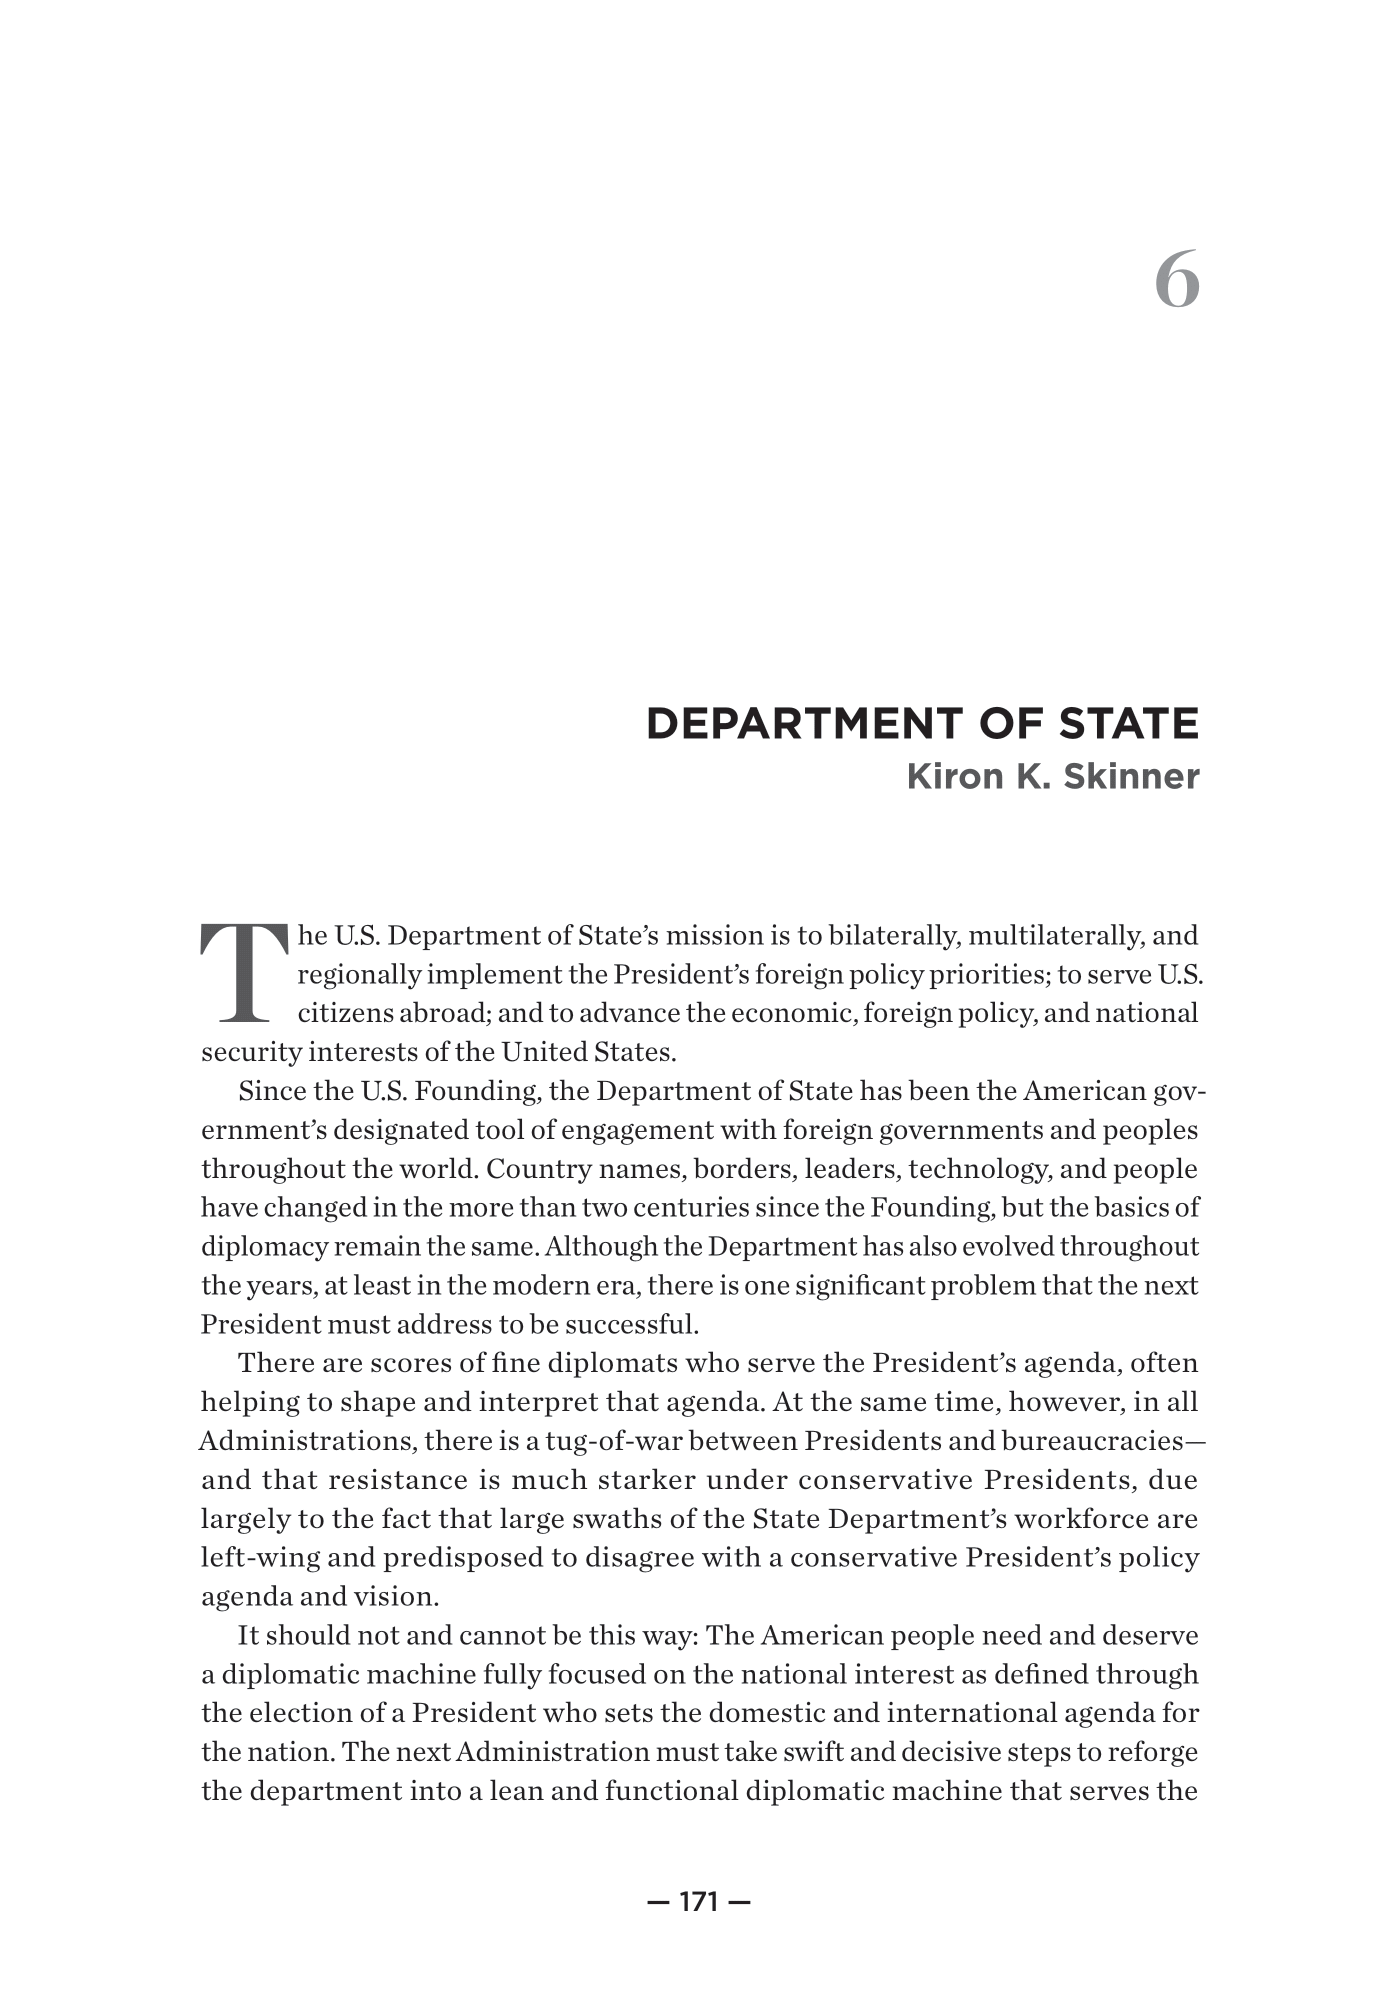 6
DEPARTMENT OF STATE
Kiron K. Skinner
The U.S. Department of State’s mission is to bilaterally, multilaterally, and
regionally implement the President’s foreign policy priorities; to serve U.S.
citizens abroad; and to advance the economic, foreign policy, and national
security interests of the United States.
Since the U.S. Founding, the Department of State has been the American gov-
ernment’s designated tool of engagement with foreign governments and peoples
throughout the world. Country names, borders, leaders, technology, and people
have changed in the more than two centuries since the Founding, but the basics of
diplomacy remain the same. Although the Department has also evolved throughout
the years, at least in the modern era, there is one significant problem that the next
President must address to be successful.
There are scores of fine diplomats who serve the President’s agenda, often
helping to shape and interpret that agenda. At the same time, however, in all
Administrations, there is a tug-of-war between Presidents and bureaucracies—
and that resistance is much starker under conservative Presidents, due
largely to the fact that large swaths of the State Department’s workforce are
left-wing and predisposed to disagree with a conservative President’s policy
agenda and vision.
It should not and cannot be this way: The American people need and deserve
a diplomatic machine fully focused on the national interest as defined through
the election of a President who sets the domestic and international agenda for
the nation. The next Administration must take swift and decisive steps to reforge
the department into a lean and functional diplomatic machine that serves the
— 171 —